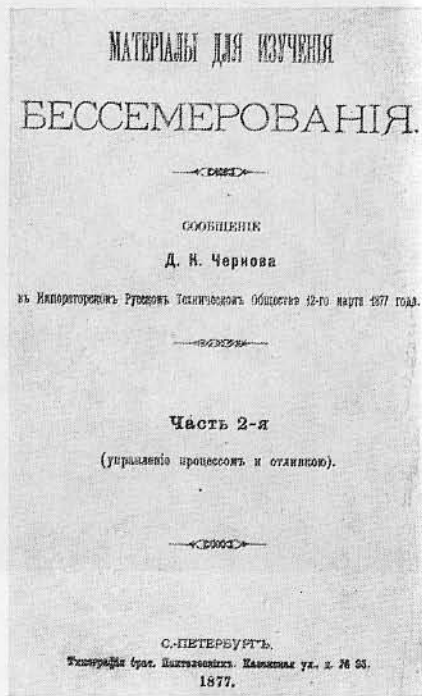 МАТЕРІАЛЫ ДЛЯ ИЗУЧЕНІЯ
БЕССЕМЕРОВАНІЯ.
СООБЩЕНІЕ
Д. К. Чернова
въ Императорскомъ Русскомъ Техническомъ Обществѣ 12-го марта 1877 года.
Часть 2-я
(управленіе процессомъ и отливкою).
С.-ПЕТЕРБУРГЪ.
Типографія брат. Пантелеевыхъ. Казанская ул., д. № 33.
1877.